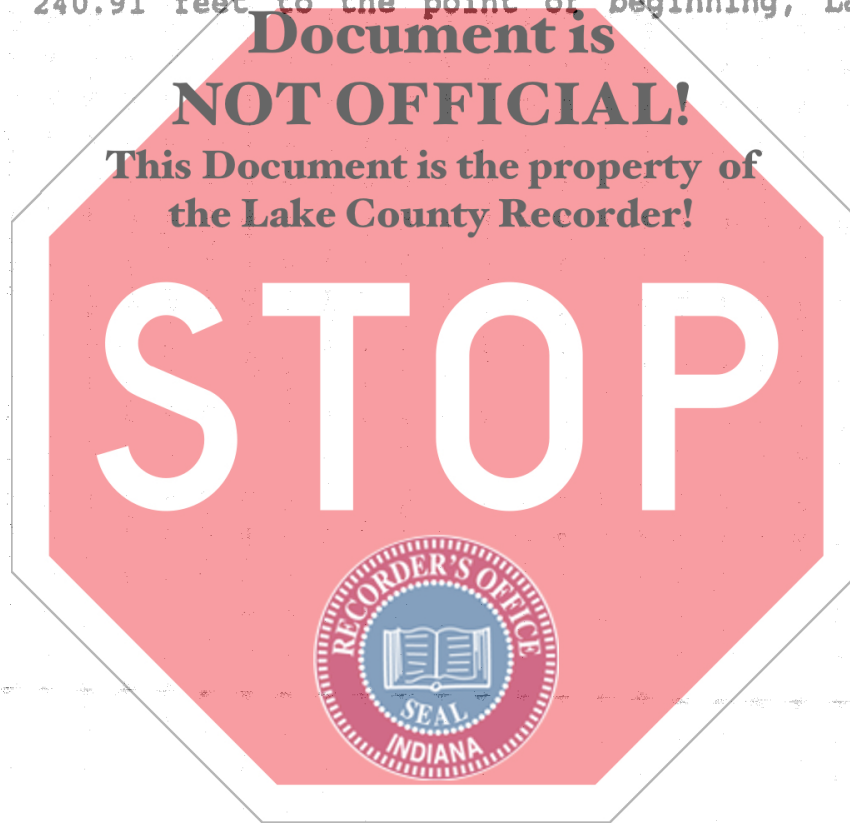 240.91 feet to the point of beginning, La
Document is
NOT OFFICIAL!
This Document is the property of
the Lake County Recorder!
STOP
RECORDER'S OFFICE
SEAL
INDIANA